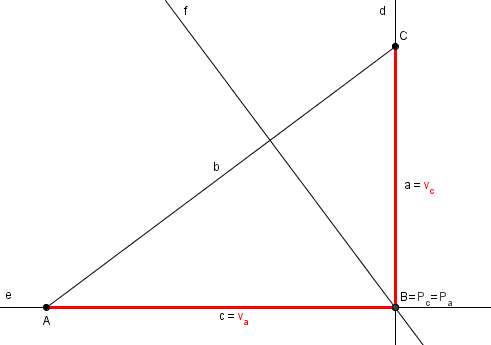 f
d
C
b
a = vc
e
B=Pc=Pa
A
c = va